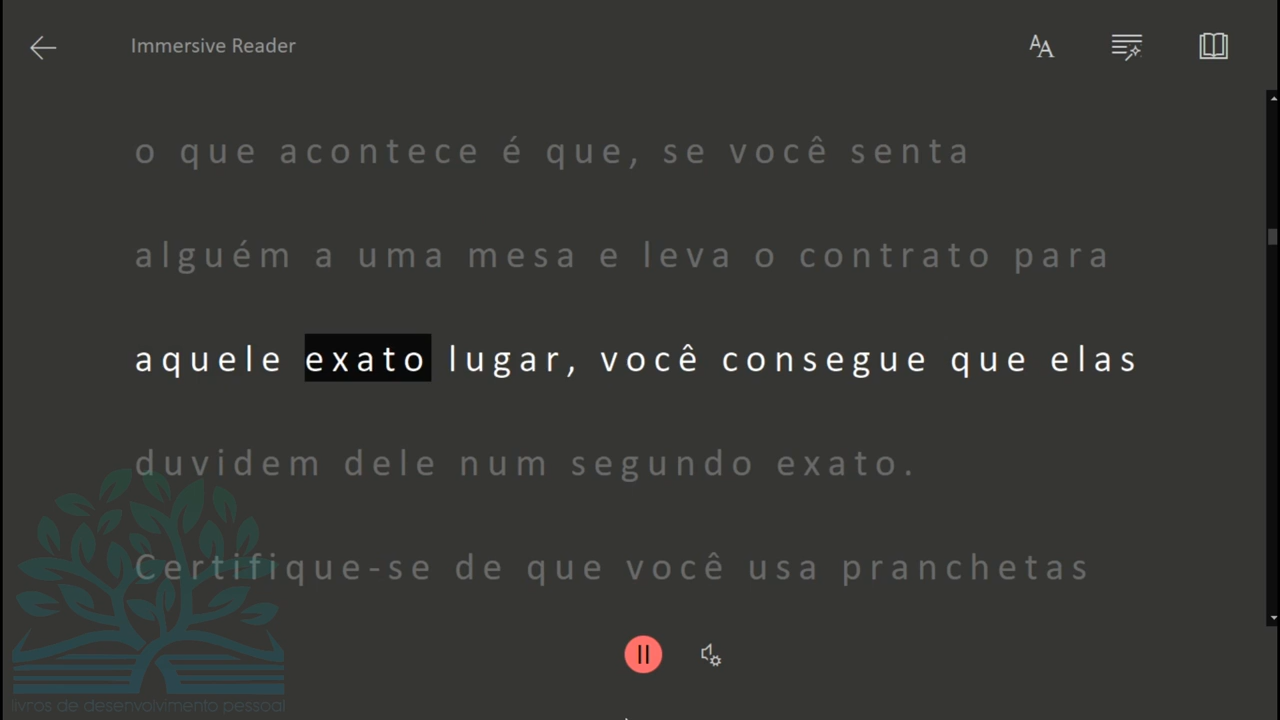 Immersive Reader
o que acontece é que, se você senta
alguém a uma mesa e leva o contrato para
aquele exato lugar, você consegue que elas
duvidem dele num segundo exato.
Certifique-se de que você usa pranchetas
livros de desenvolvimento pessoal